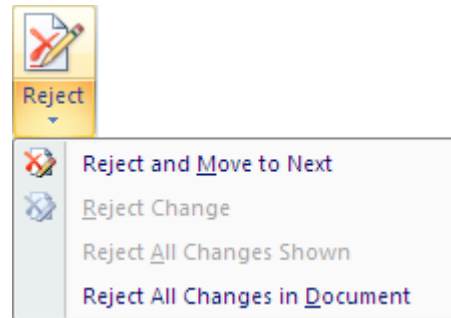 Reject
Reject and Move to Next
Reject Change
Reject All Changes Shown
Reject All Changes in Document